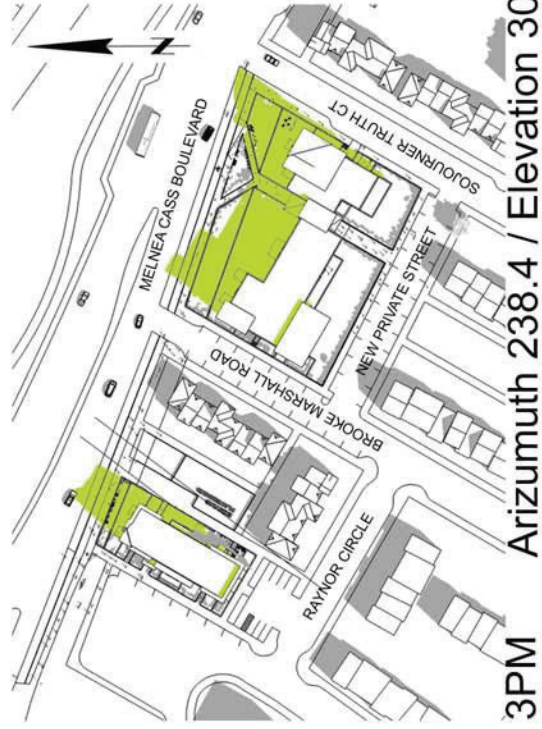 N
MELNEA CASS BOULEVARD
SOJOURNER TRUTH CT
BROOKE MARSHALL ROAD
NEW PRIVATE STREET
RAYNOR CIRCLE
3PM Arizumuth 238.4 / Elevation 30